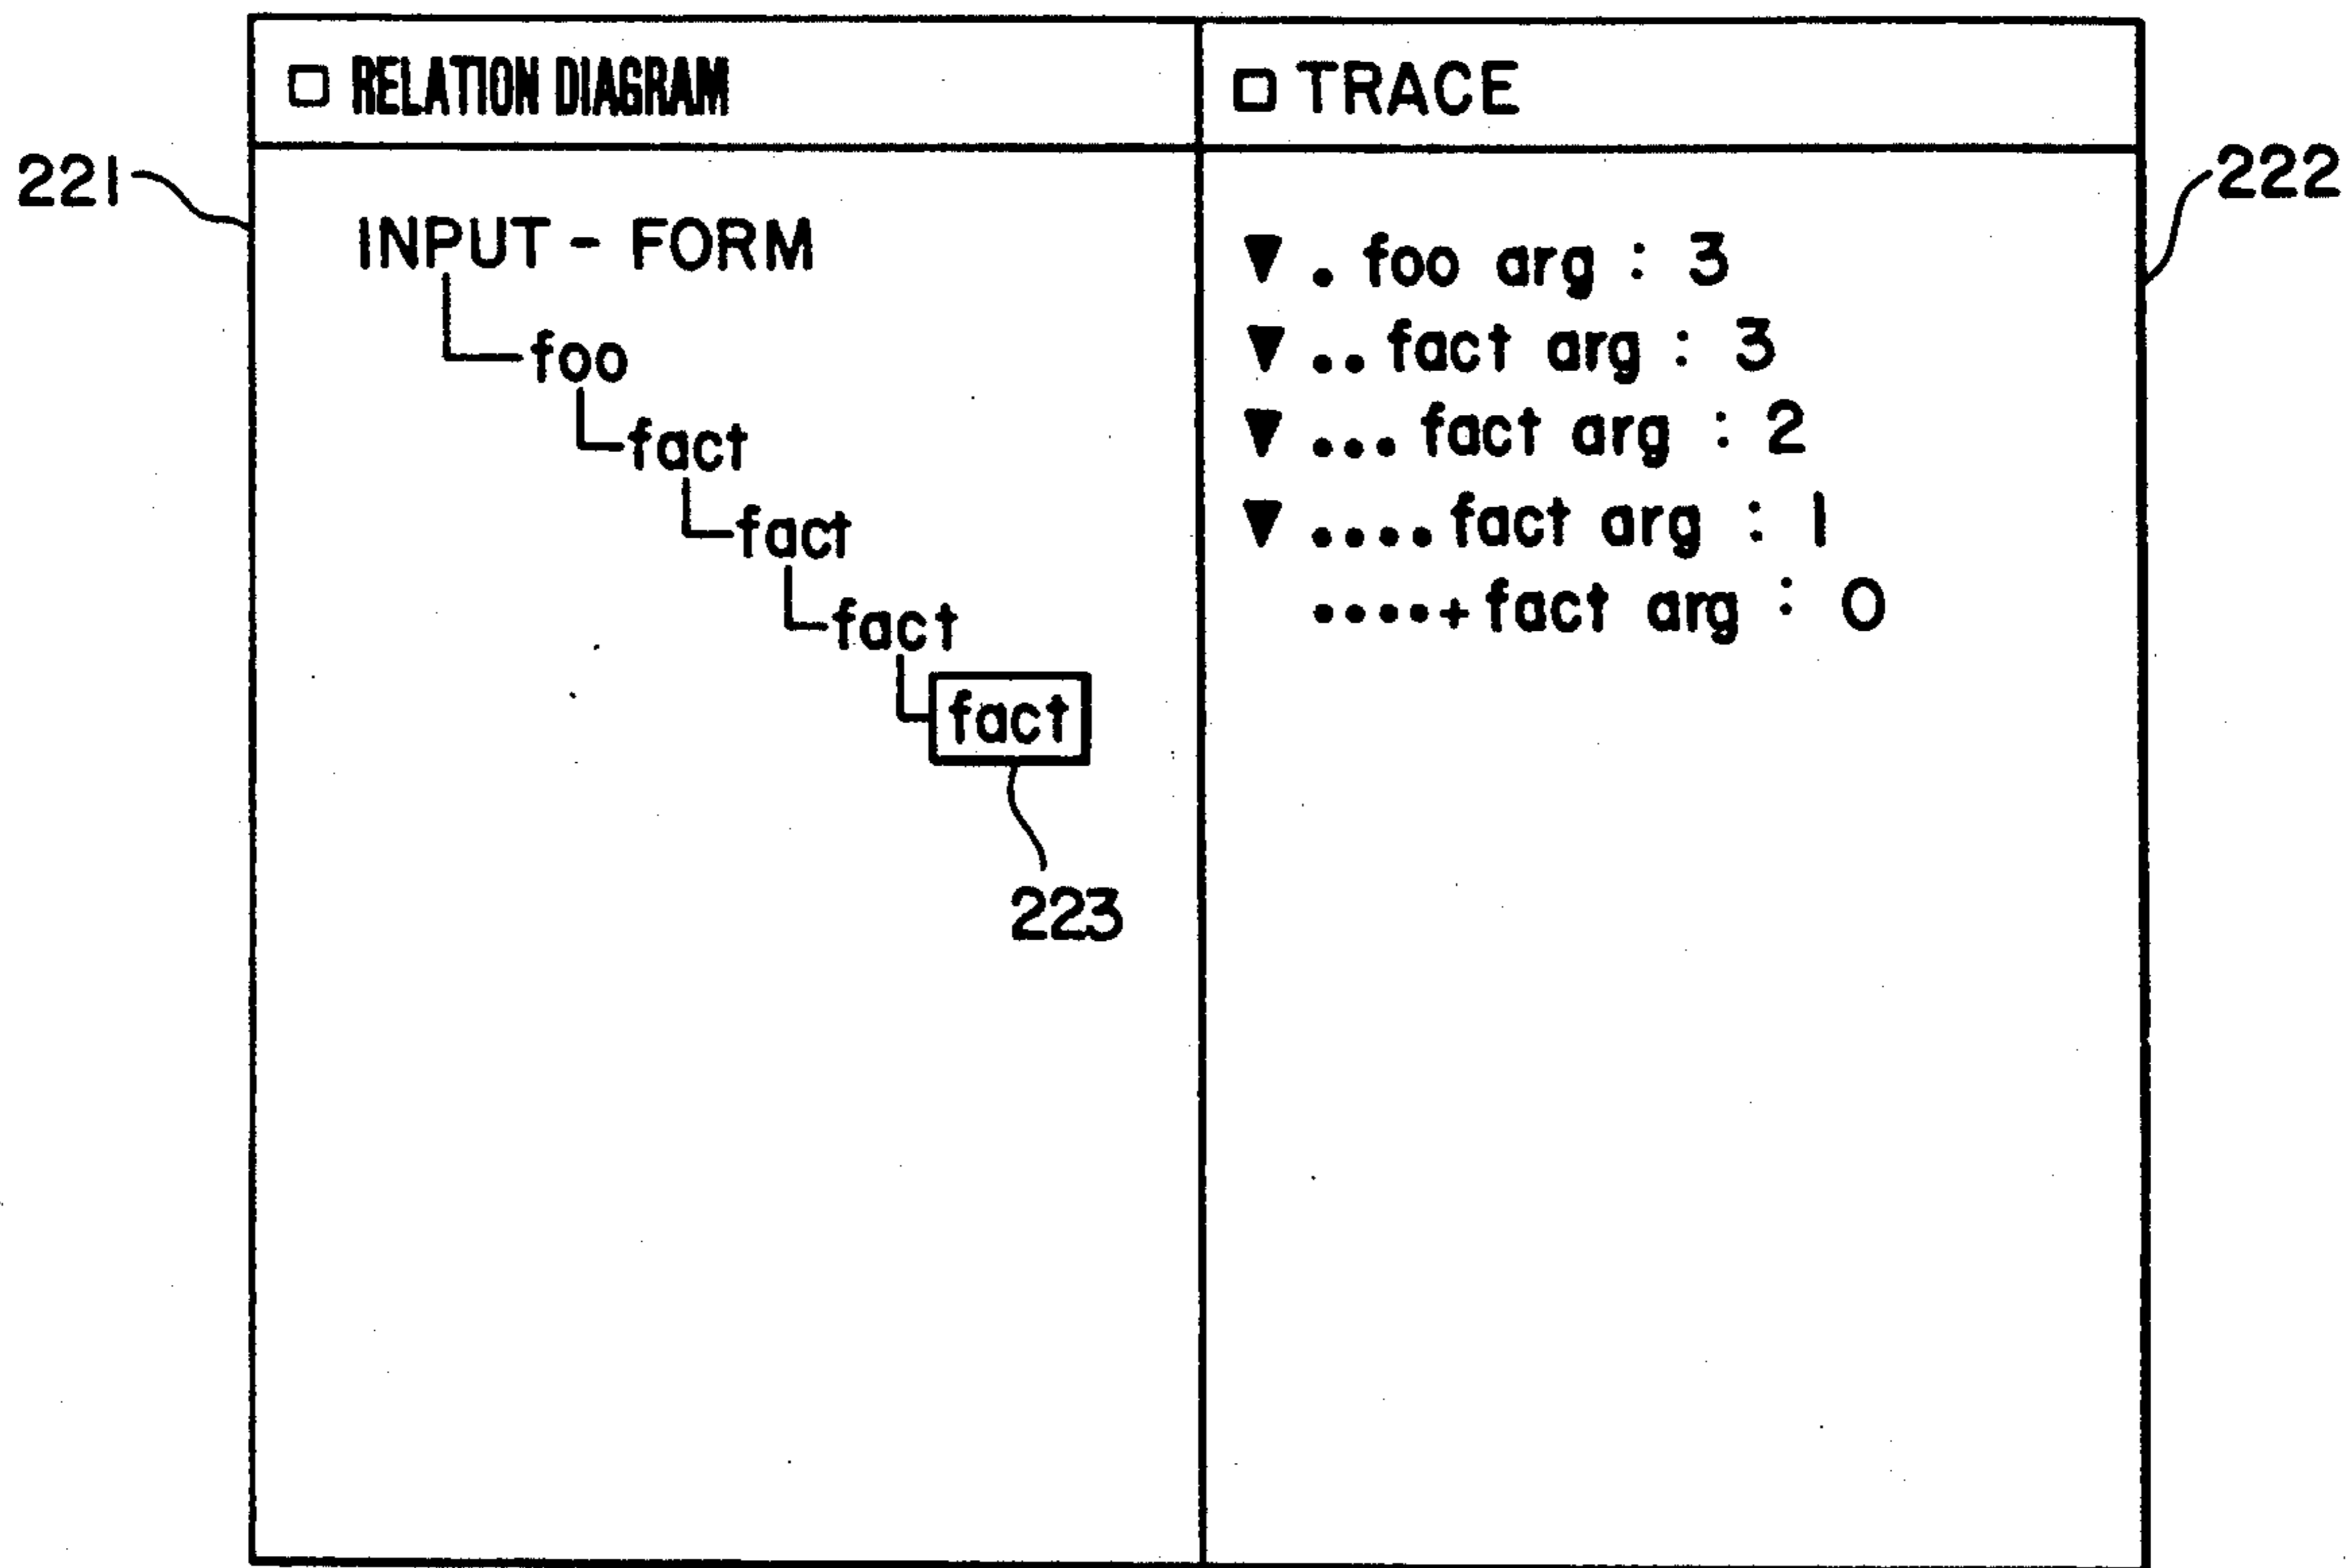 RELATION DIAGRAM
TRACE
221
222
INPUT - FORM
foo
fact
fact
fact
fact
223
▼ . foo arg : 3
▼ .. fact arg : 3
▼ ... fact arg : 2
▼ .... fact arg : 1
....+fact arg : 0